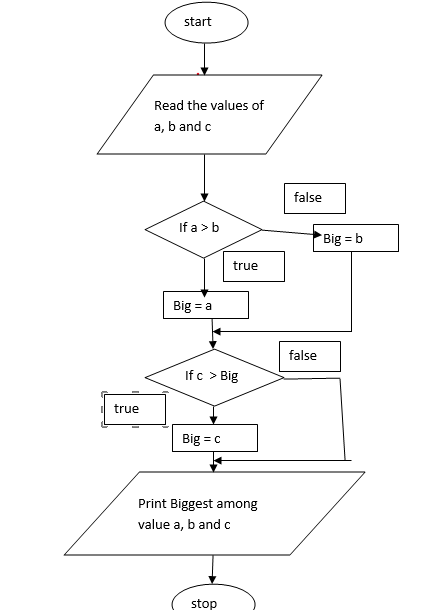 start
Read the values of
a, b and c
false
If a > b
Big = b
true
Big = a
false
If c  > Big
true
Big = c
Print Biggest among
value a, b and c
stop